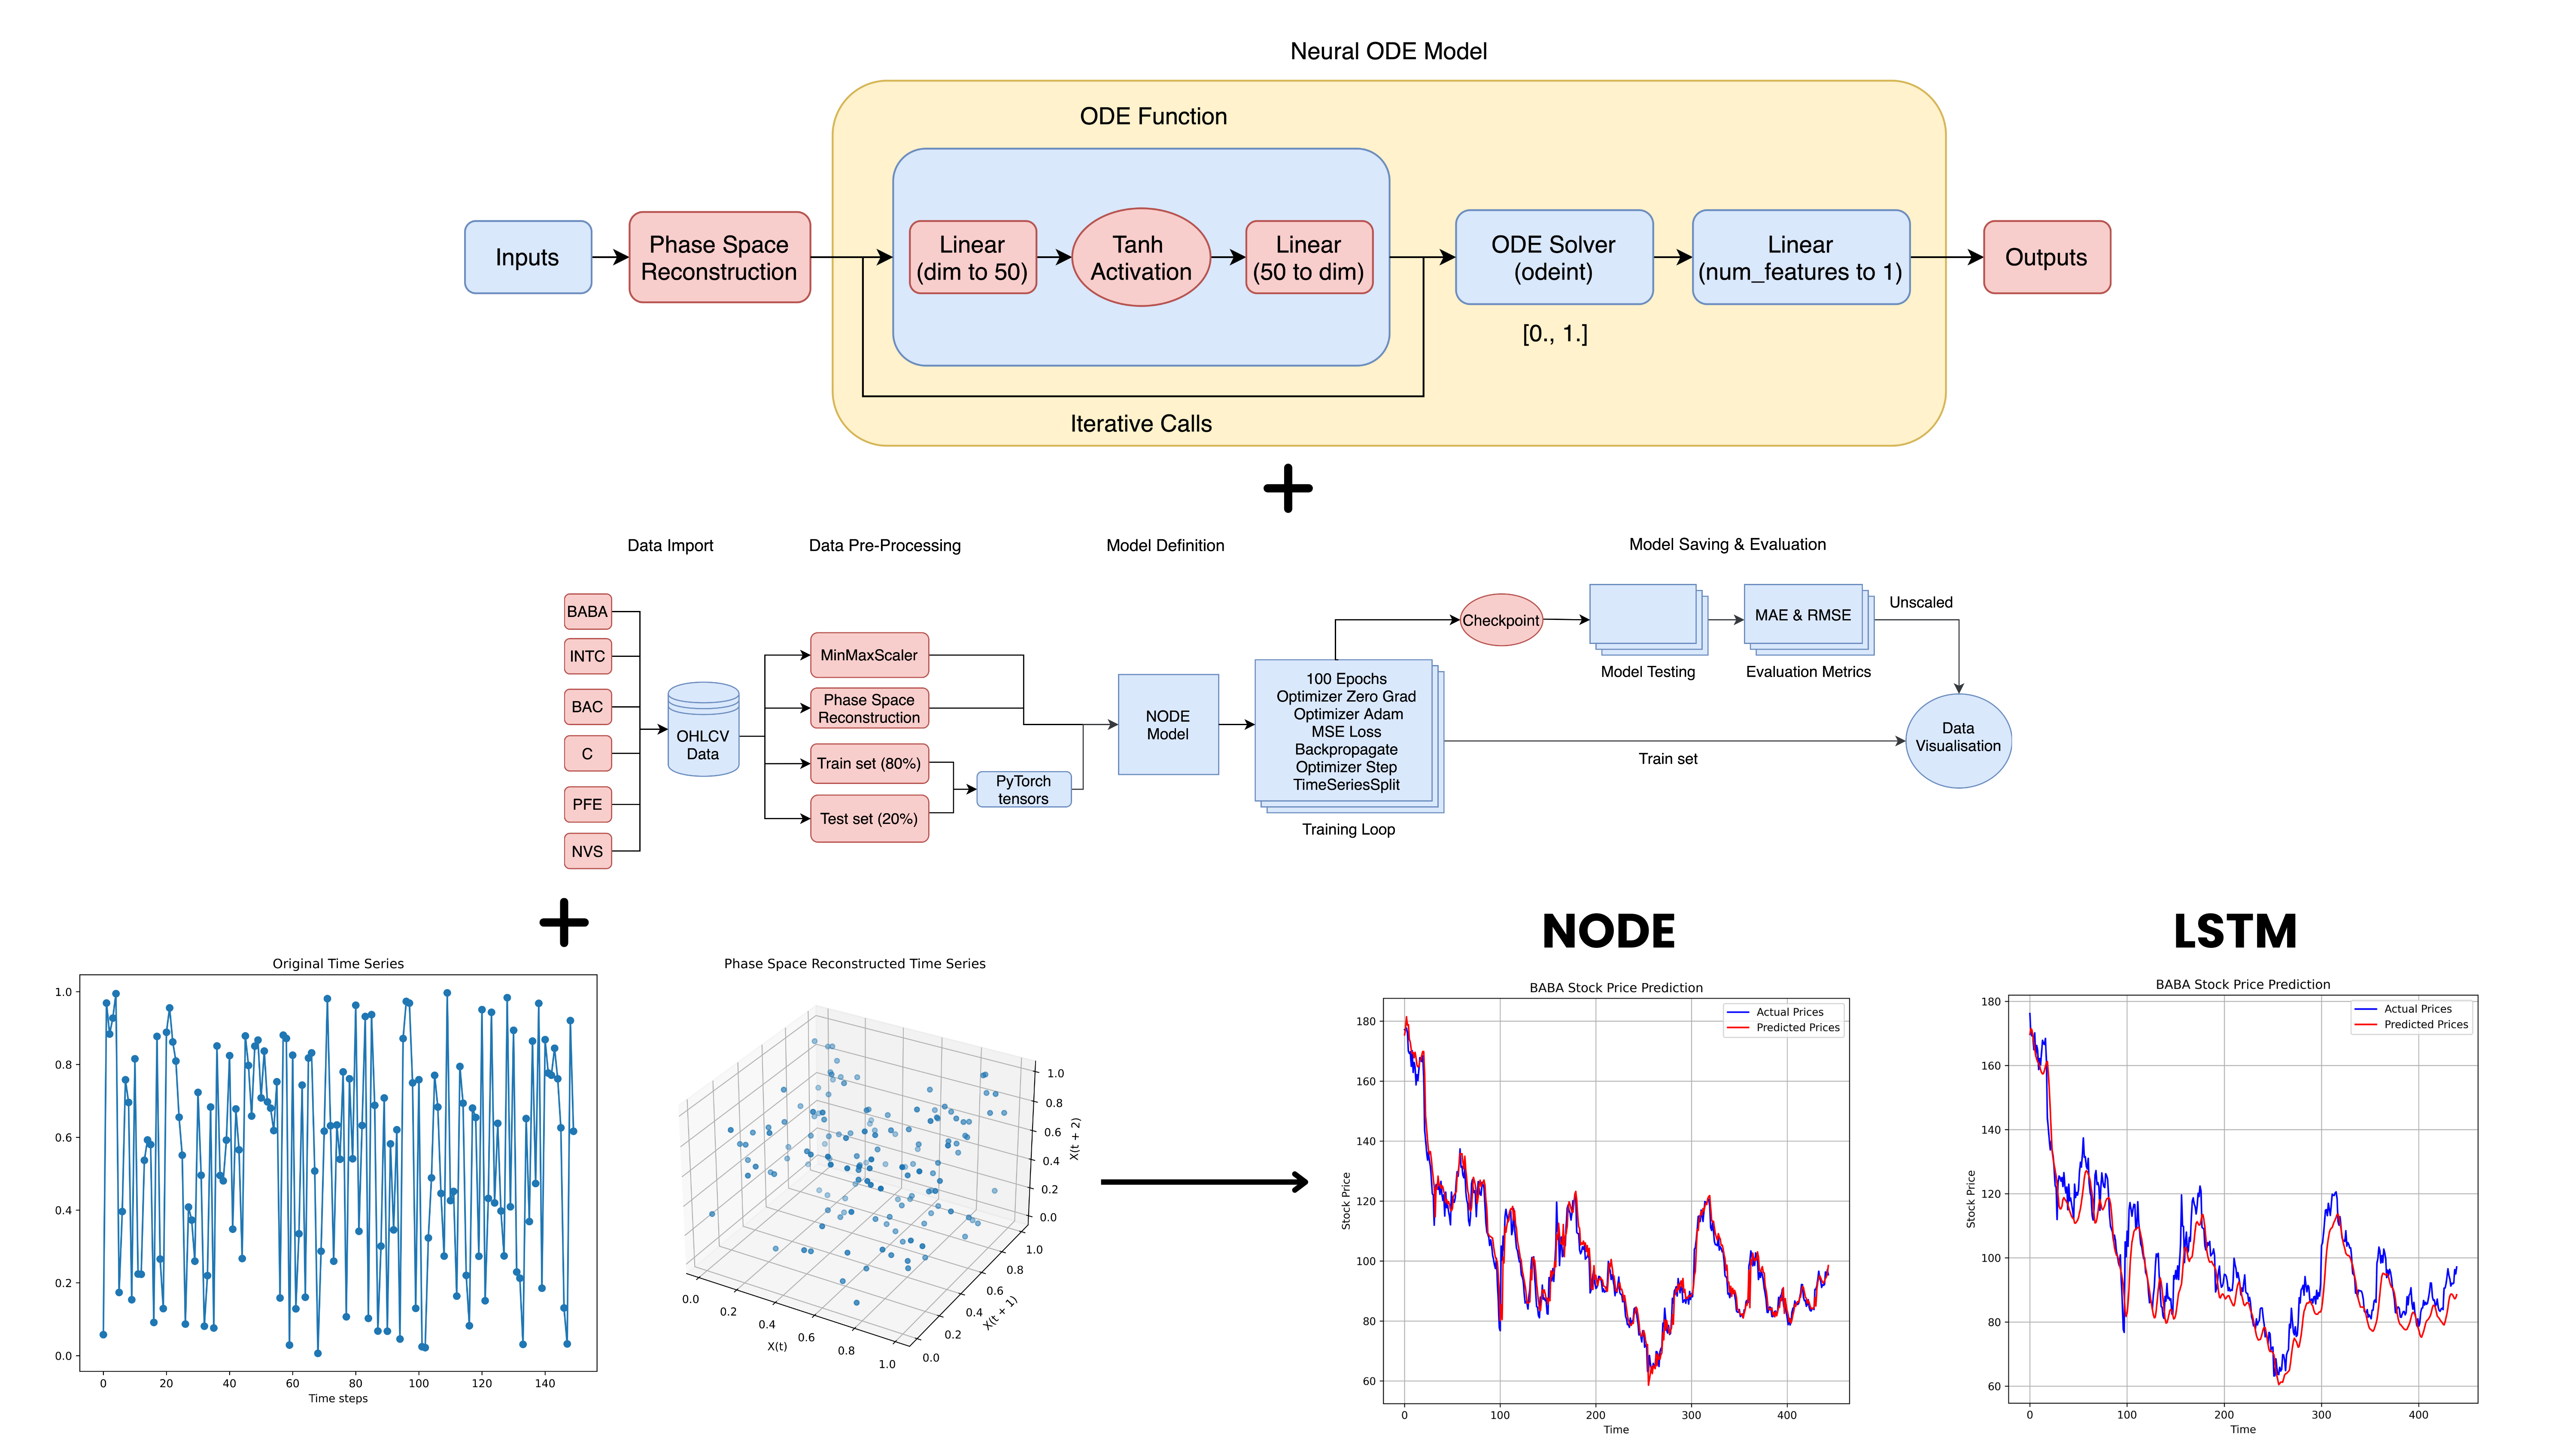 Neural ODE Model
ODE Function
Inputs
Phase Space
Reconstruction
Linear
(dim to 50)
Tanh
Activation
Linear
(50 to dim)
ODE Solver
(odeint)
[0., 1.]
Linear
(num_features to 1)
Outputs
Iterative Calls
Data Import
Data Pre-Processing
Model Definition
Model Saving & Evaluation
BABA
INTC
BAC
C
PFE
NVS
OHLCV
Data
MinMaxScaler
Phase Space
Reconstruction
Train set (80%)
Test set (20%)
PyTorch
tensors
NODE
Model
100 Epochs
Optimizer Zero Grad
Optimizer Adam
MSE Loss
Backpropagate
Optimizer Step
TimeSeriesSplit
Training Loop
Checkpoint
Model Testing
MAE & RMSE
Evaluation Metrics
Unscaled
Train set
Data
Visualisation
Original Time Series
1.0
0.8
0.6
0.4
0.2
0.0
0 20 40 60 80 100 120 140
Time steps
Phase Space Reconstructed Time Series
1.0
0.8
0.6
0.4
0.2
0.0
X(t + 2)
0.0 0.2 0.4 0.6 0.8 1.0
X(t)
0.0 0.2 0.4 0.6 0.8 1.0
X(t + 1)
NODE
BABA Stock Price Prediction
Actual Prices
Predicted Prices
180
160
140
120
100
80
60
Stock Price
0 100 200 300 400
Time
LSTM
BABA Stock Price Prediction
Actual Prices
Predicted Prices
180
160
140
120
100
80
60
Stock Price
0 100 200 300 400
Time